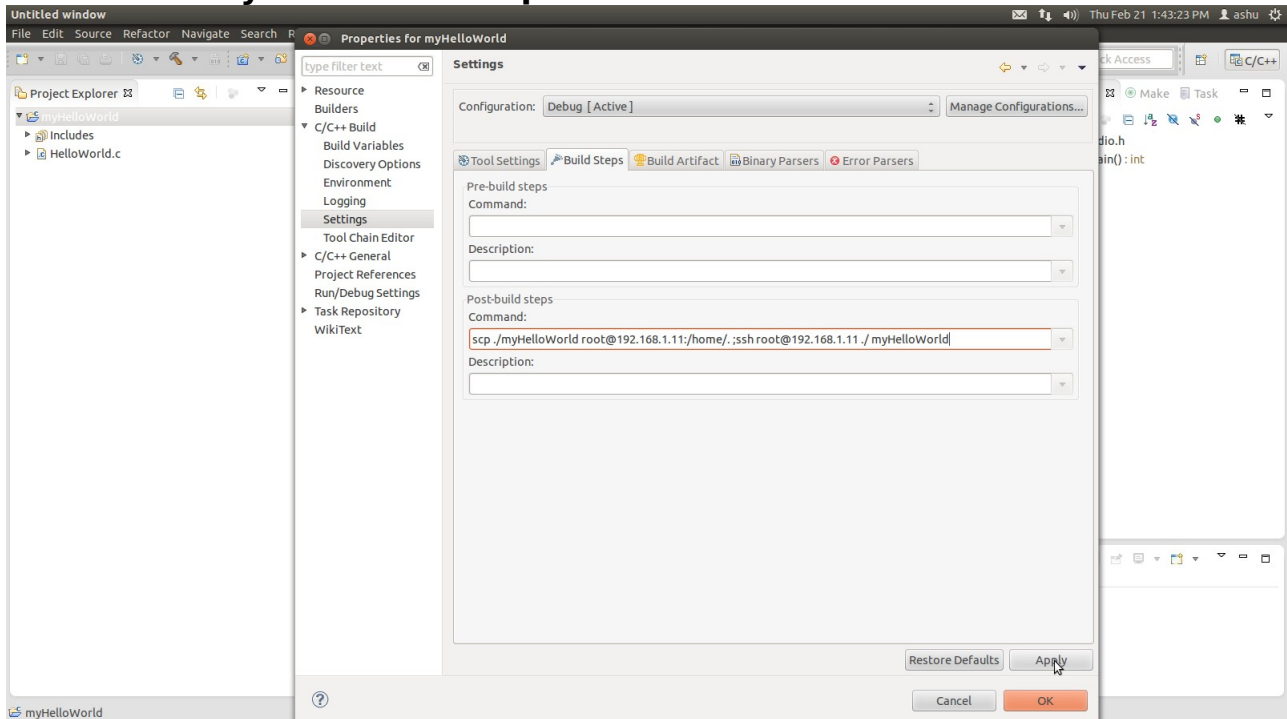 Untitled window
Thu Feb 21 1:43:23 PM ashu
File Edit Source Refactor Navigate Search R
Properties for myHelloWorld
type filter text
Settings
ck Access
C/C++
Project Explorer
Make Task
myHelloWorld
Includes
HelloWorld.c
Resource
Builders
C/C++ Build
Build Variables
Discovery Options
Environment
Logging
Settings
Tool Chain Editor
C/C++ General
Project References
Run/Debug Settings
Task Repository
WikiText
Configuration: Debug [ Active ] Manage Configurations...
Tool Settings Build Steps Build Artifact Binary Parsers Error Parsers
Pre-build steps
Command:
Description:
Post-build steps
Command:
scp ./myHelloWorld root@192.168.1.11:/home/. ;ssh root@192.168.1.11 ./ myHelloWorld
Description:
dio.h
ain() : int
Restore Defaults Apply
Cancel OK
myHelloWorld